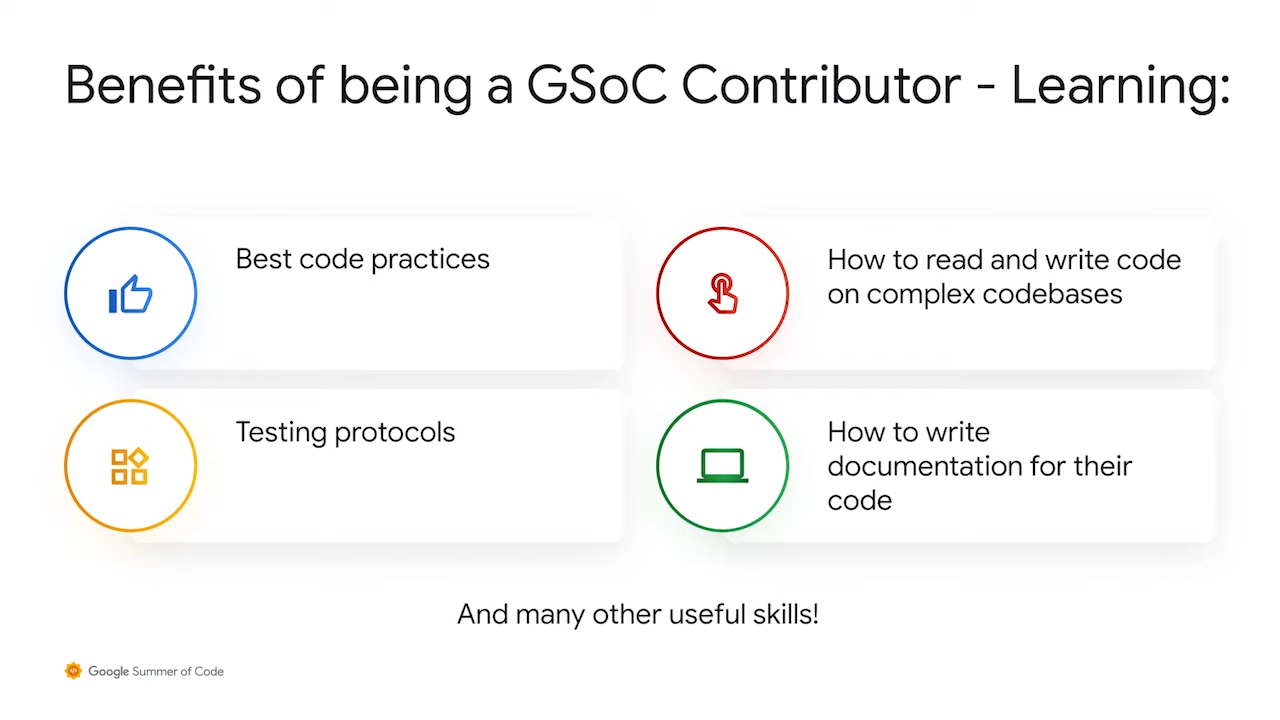 Benefits of being a GSoC Contributor - Learning:
Best code practices
How to read and write code
on complex codebases
Testing protocols
How to write
documentation for their
code
And many other useful skills!
Google Summer of Code